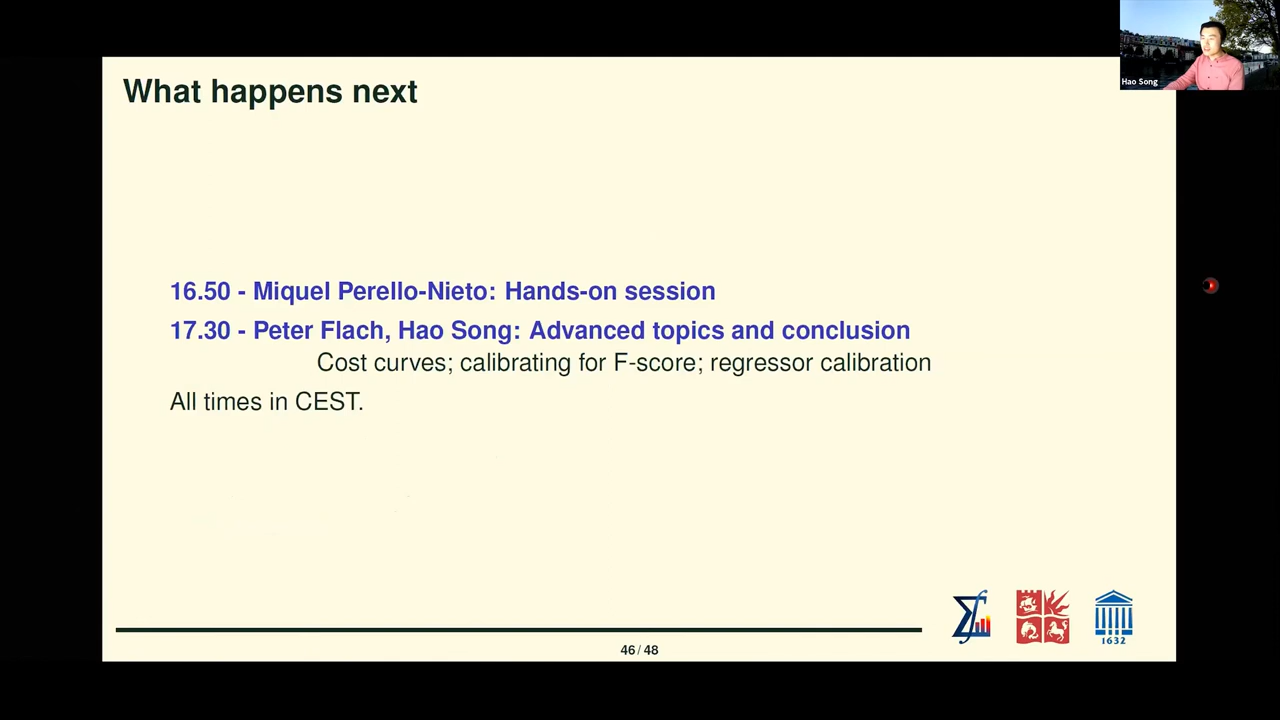 What happens next
Hao Song
16.50 - Miquel Perello-Nieto: Hands-on session
17.30 - Peter Flach, Hao Song: Advanced topics and conclusion
Cost curves; calibrating for F-score; regressor calibration
All times in CEST.
1632
46 / 48